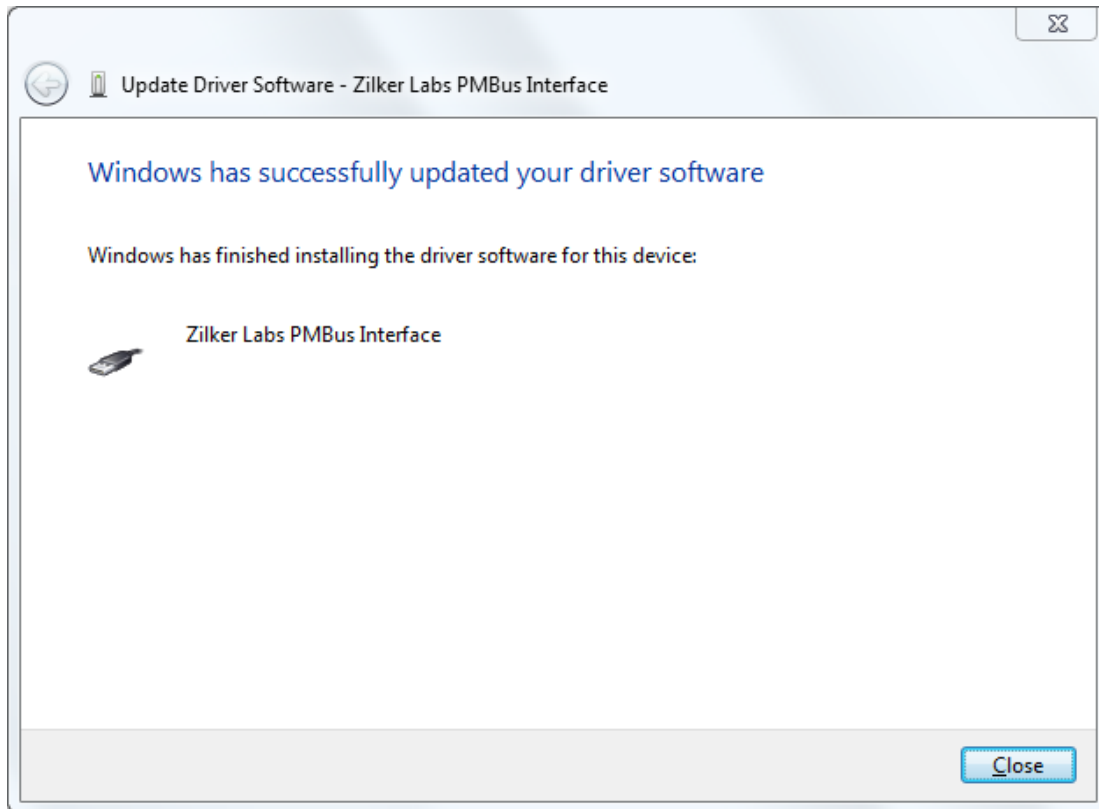 Update Driver Software - Zilker Labs PMBus Interface
Windows has successfully updated your driver software
Windows has finished installing the driver software for this device:
Zilker Labs PMBus Interface
Close